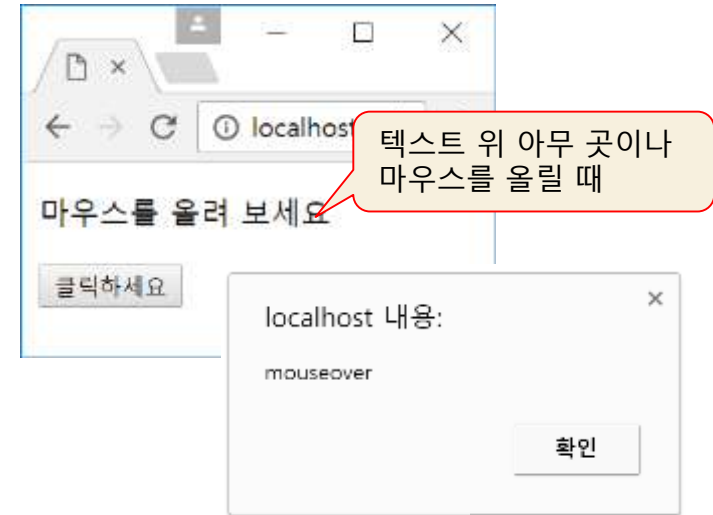 localhost
텍스트 위 아무 곳이나
마우스를 올릴 때
마우스를 올려 보세요
클릭하세요
localhost 내용:
mouseover
확인